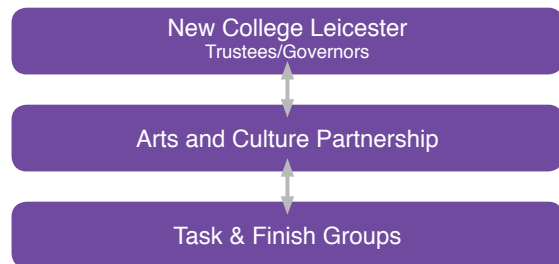 New College Leicester
Trustees/Governors
Arts and Culture Partnership
Task & Finish Groups